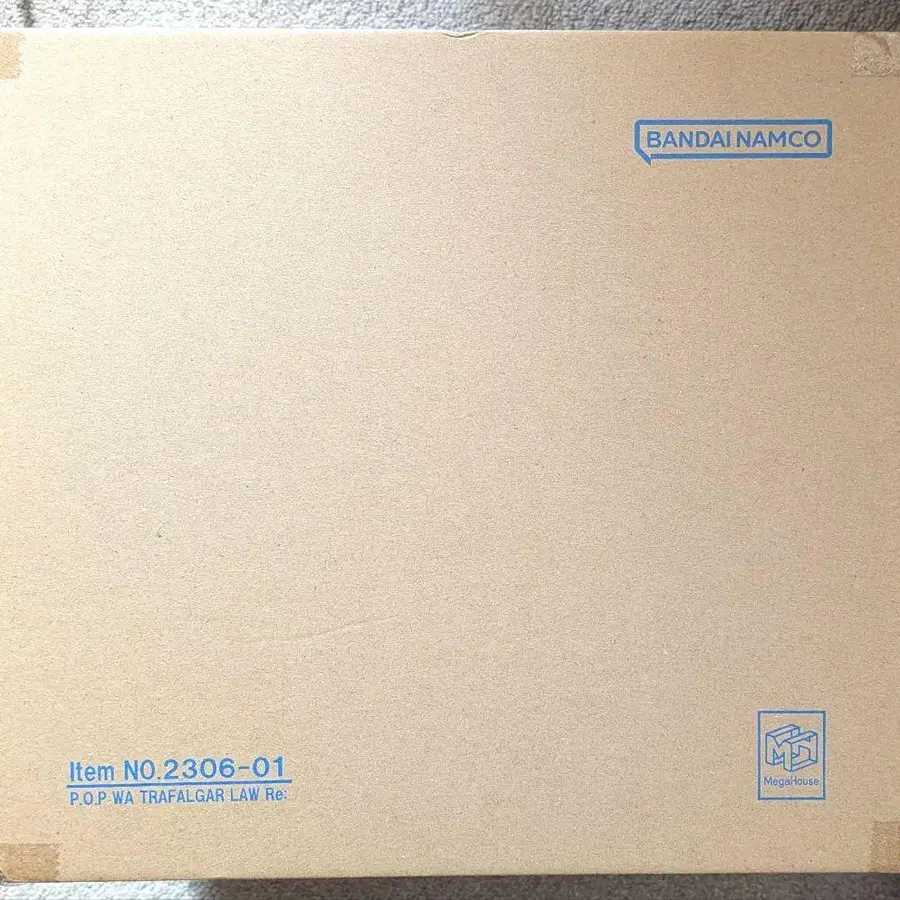 BANDAI NAMCO
Item NO.2306-01
P.O.P WA TRAFALGAR LAW Re:
MegaHouse